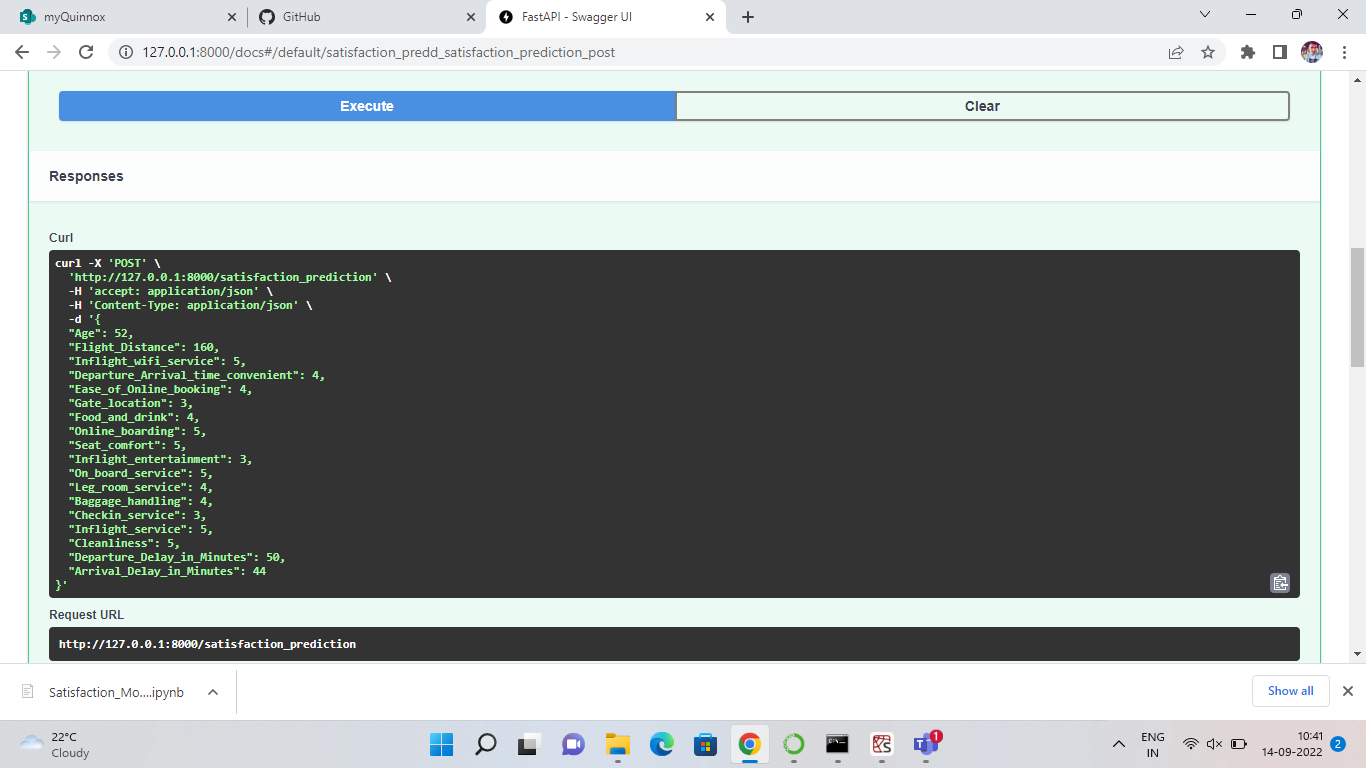 myQuinnox
GitHub
FastAPI - Swagger UI
127.0.0.1:8000/docs#/default/satisfaction_predd_satisfaction_prediction_post
Execute
Clear
Responses
Curl
curl -X 'POST' \
'http://127.0.0.1:8000/satisfaction_prediction' \
-H 'accept: application/json' \
-H 'Content-Type: application/json' \
-d '{
"Age": 52,
"Flight_Distance": 160,
"Inflight_wifi_service": 5,
"Departure_Arrival_time_convenient": 4,
"Ease_of_Online_booking": 4,
"Gate_location": 3,
"Food_and_drink": 4,
"Online_boarding": 5,
"Seat_comfort": 5,
"Inflight_entertainment": 3,
"On_board_service": 5,
"Leg_room_service": 4,
"Baggage_handling": 4,
"Checkin_service": 3,
"Inflight_service": 5,
"Cleanliness": 5,
"Departure_Delay_in_Minutes": 50,
"Arrival_Delay_in_Minutes": 44
}'
Request URL
http://127.0.0.1:8000/satisfaction_prediction
Satisfaction_Mo....ipynb
Show all
22°C
Cloudy
1
ENG
IN
10:41
14-09-2022
2